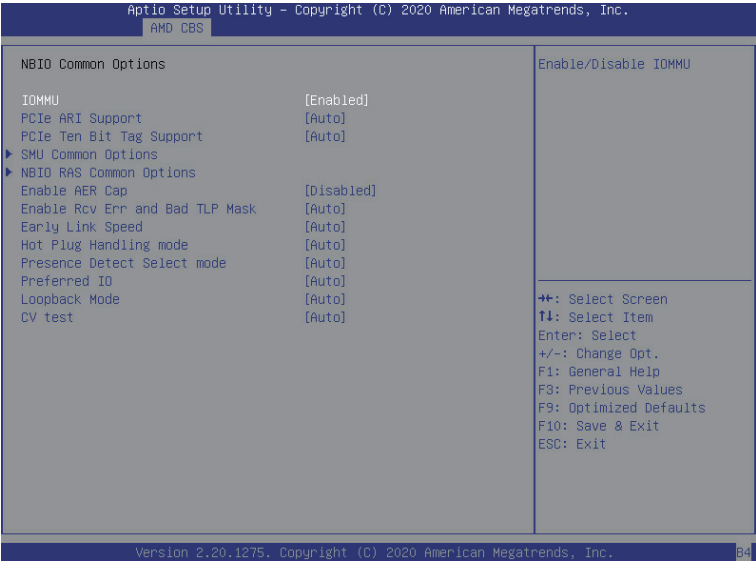 Aptio Setup Utility – Copyright (C) 2020 American Megatrends, Inc.
AMD CBS
NBIO Common Options
IOMMU [Enabled]
PCIe ARI Support [Auto]
PCIe Ten Bit Tag Support [Auto]
SMU Common Options
NBIO RAS Common Options
Enable AER Cap [Disabled]
Enable Rcv Err and Bad TLP Mask [Auto]
Early Link Speed [Auto]
Hot Plug Handling mode [Auto]
Presence Detect Select mode [Auto]
Preferred IO [Auto]
Loopback Mode [Auto]
CV test [Auto]
Enable/Disable IOMMU
→←: Select Screen
↑↓: Select Item
Enter: Select
+/-: Change Opt.
F1: General Help
F3: Previous Values
F9: Optimized Defaults
F10: Save & Exit
ESC: Exit
Version 2.20.1275. Copyright (C) 2020 American Megatrends, Inc.
B4